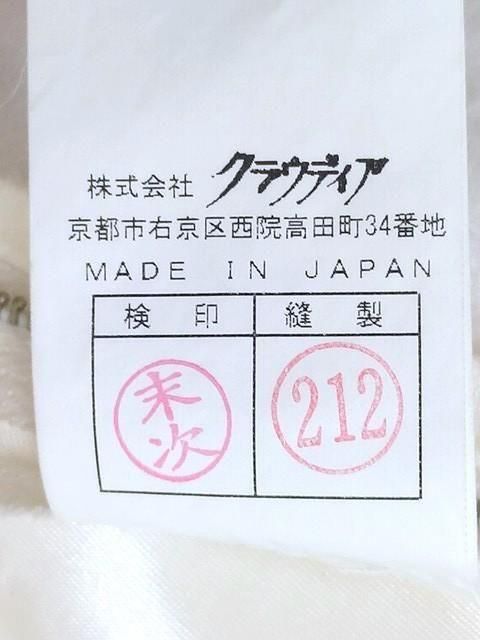 株式会社 クラウディア
京都市右京区西院高田町34番地
MADE IN JAPAN
検印 縫製
末次 212